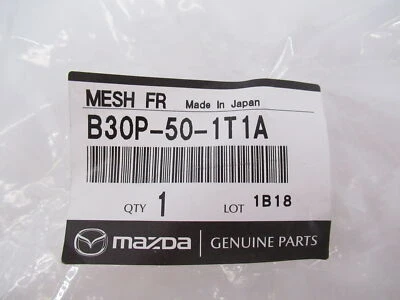 MESH FR Made In Japan
B30P-50-1T1A
QTY 1 LOT 1B18
mazda GENUINE PARTS